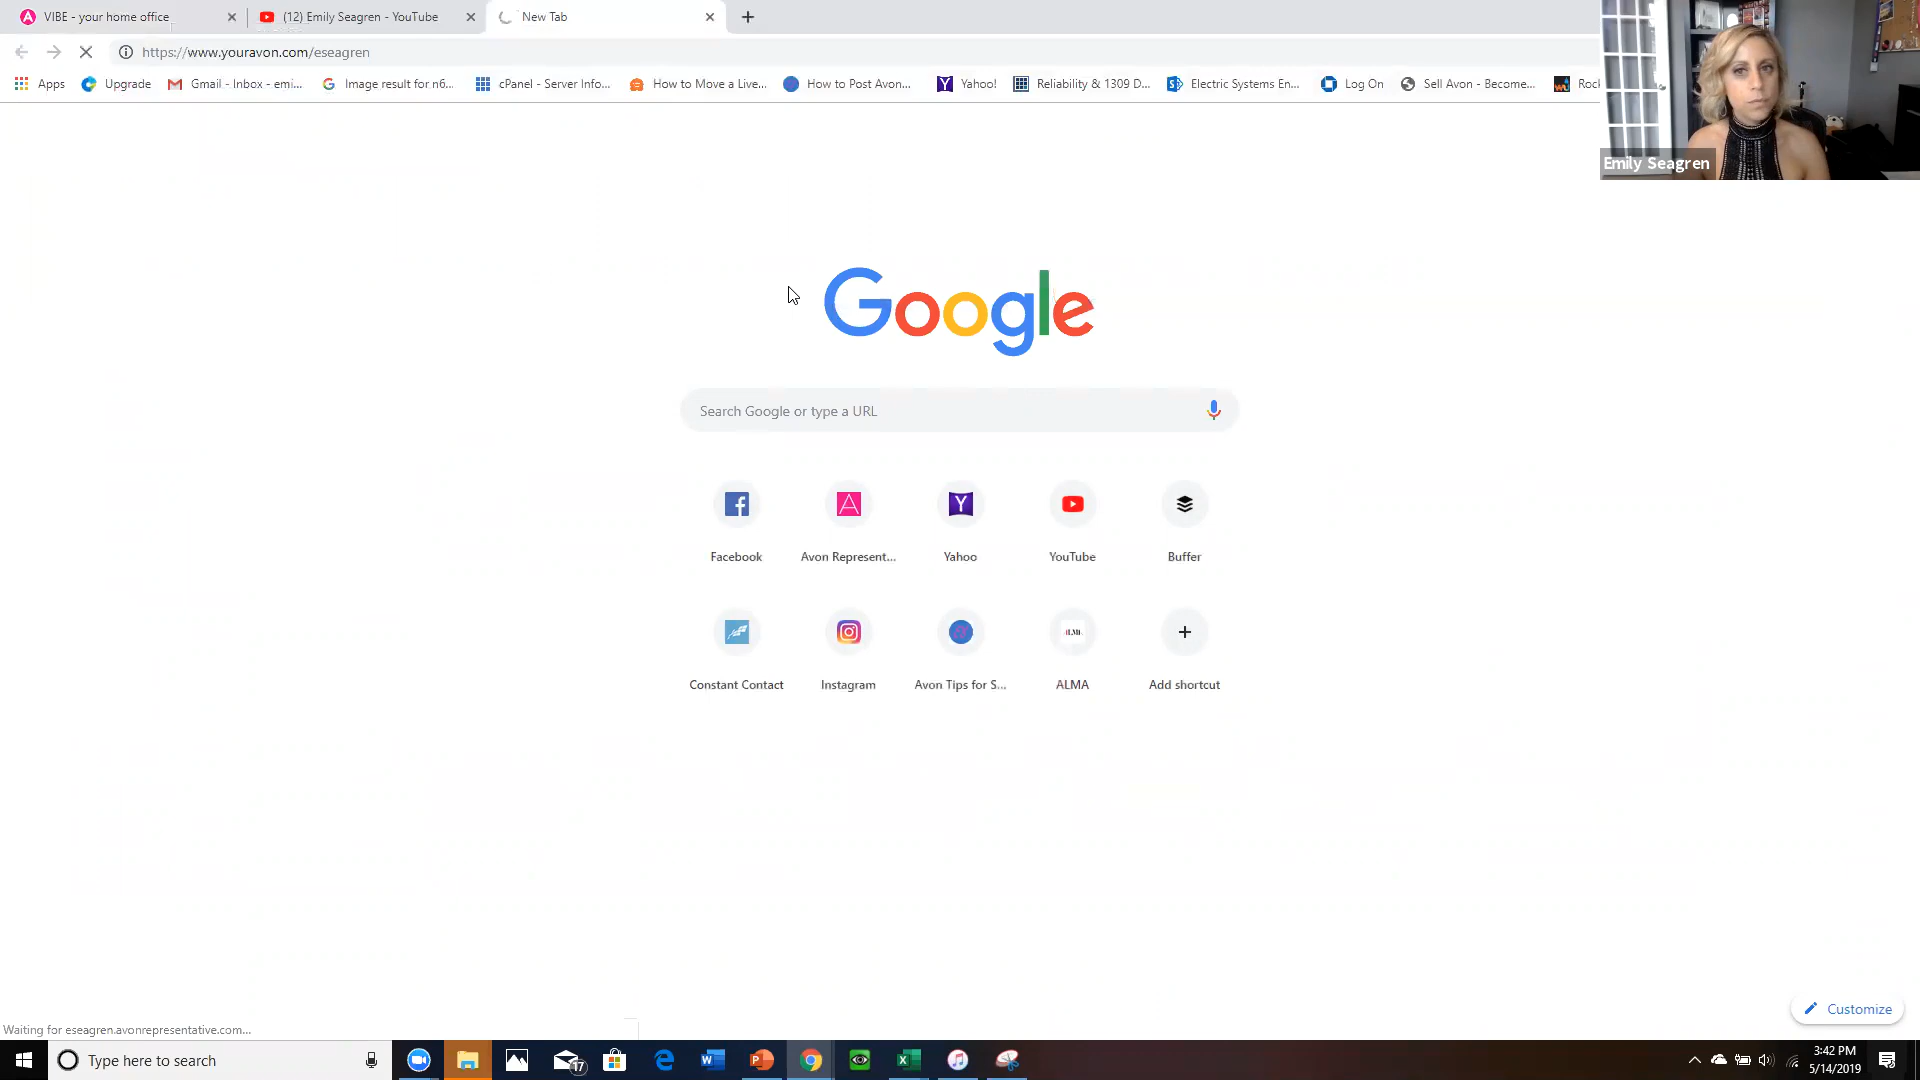 VIBE - your home office
(12) Emily Seagren - YouTube
New Tab
https://www.youravon.com/eseagren
Apps
Upgrade
Gmail - Inbox - emi...
Image result for n6...
cPanel - Server Info...
How to Move a Live...
How to Post Avon...
Yahoo!
Reliability & 1309 D...
Electric Systems En...
Log On
Sell Avon - Become...
Rock
Emily Seagren
Google
Search Google or type a URL
Facebook
Avon Represent...
Yahoo
YouTube
Buffer
Constant Contact
Instagram
Avon Tips for S...
ALMA
Add shortcut
Customize
Waiting for eseagren.avonrepresentative.com...
Type here to search
17
3:42 PM
5/14/2019